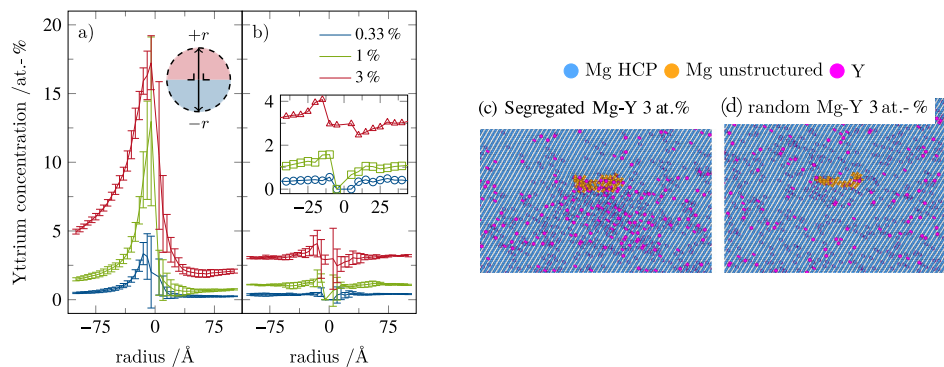 a)
+r
−r
b)
0.33 %
1 %
3 %
20
15
10
5
0
Yttrium concentration /at.-%
4
2
0
−25 0 25
−75 0 75
−75 0 75
radius /Å
radius /Å
Mg HCP Mg unstructured Y
(c) Segregated Mg-Y 3 at.%
(d) random Mg-Y 3 at.- %